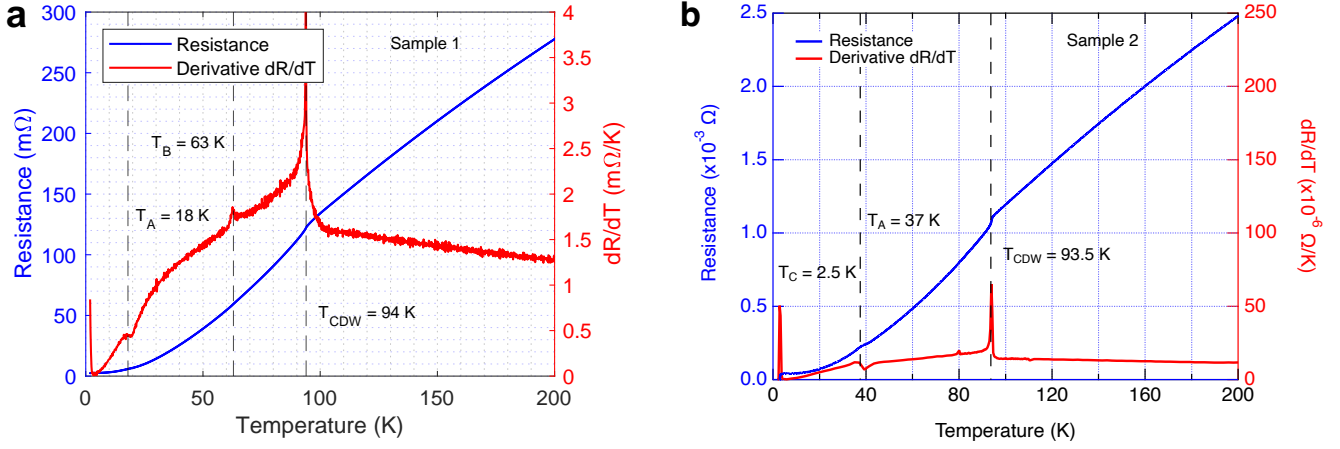 a
Resistance
Derivative dR/dT
Sample 1
T_B = 63 K
T_A = 18 K
T_CDW = 94 K
300
250
200
150
100
50
0
Resistance (mΩ)
4
3.5
3
2.5
2
1.5
1
0.5
0
dR/dT (mΩ/K)
0
50
100
150
200
Temperature (K)
b
Resistance
Derivative dR/dT
Sample 2
T_A = 37 K
T_C = 2.5 K
T_CDW = 93.5 K
2.5
2.0
1.5
1.0
0.5
0.0
Resistance (x10⁻³ Ω)
250
200
150
100
50
0
dR/dT (x10⁻⁶ Ω/K)
0
40
80
120
160
200
Temperature (K)